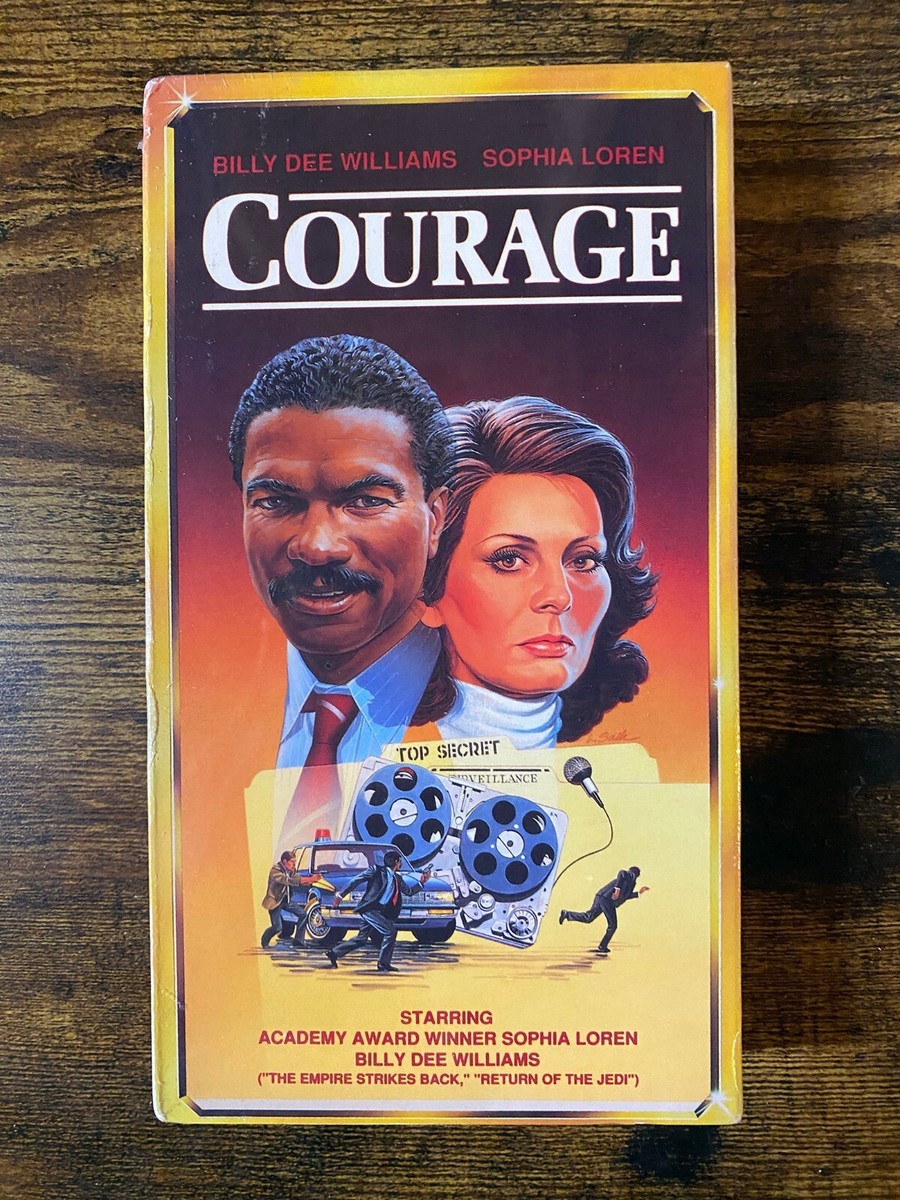 BILLY DEE WILLIAMS SOPHIA LOREN
COURAGE
TOP SECRET
STARRING
ACADEMY AWARD WINNER SOPHIA LOREN
BILLY DEE WILLIAMS
("THE EMPIRE STRIKES BACK," "RETURN OF THE JEDI")